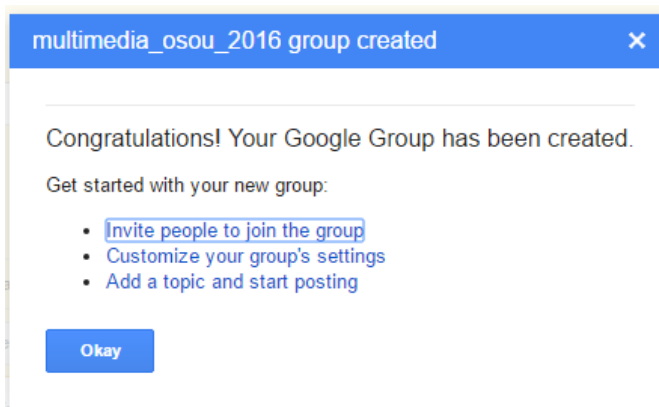 multimedia_osou_2016 group created ×
Congratulations! Your Google Group has been created.
Get started with your new group:
• Invite people to join the group
• Customize your group's settings
• Add a topic and start posting
Okay